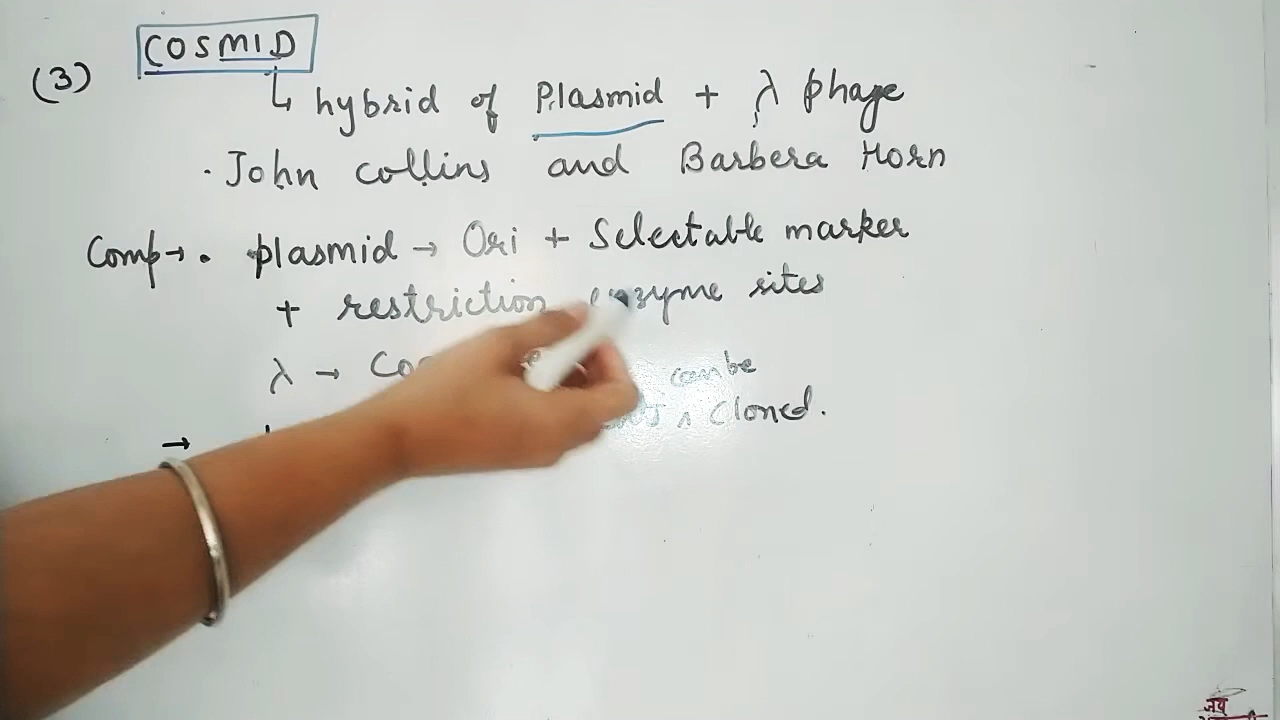 (3) COSMID
↳ hybrid of Plasmid + λ phage
· John Collins and Barbera Horn
Comp → · plasmid → Ori + Selectable marker
+ restriction enzyme sites
λ → can be
→ cloned.
जय